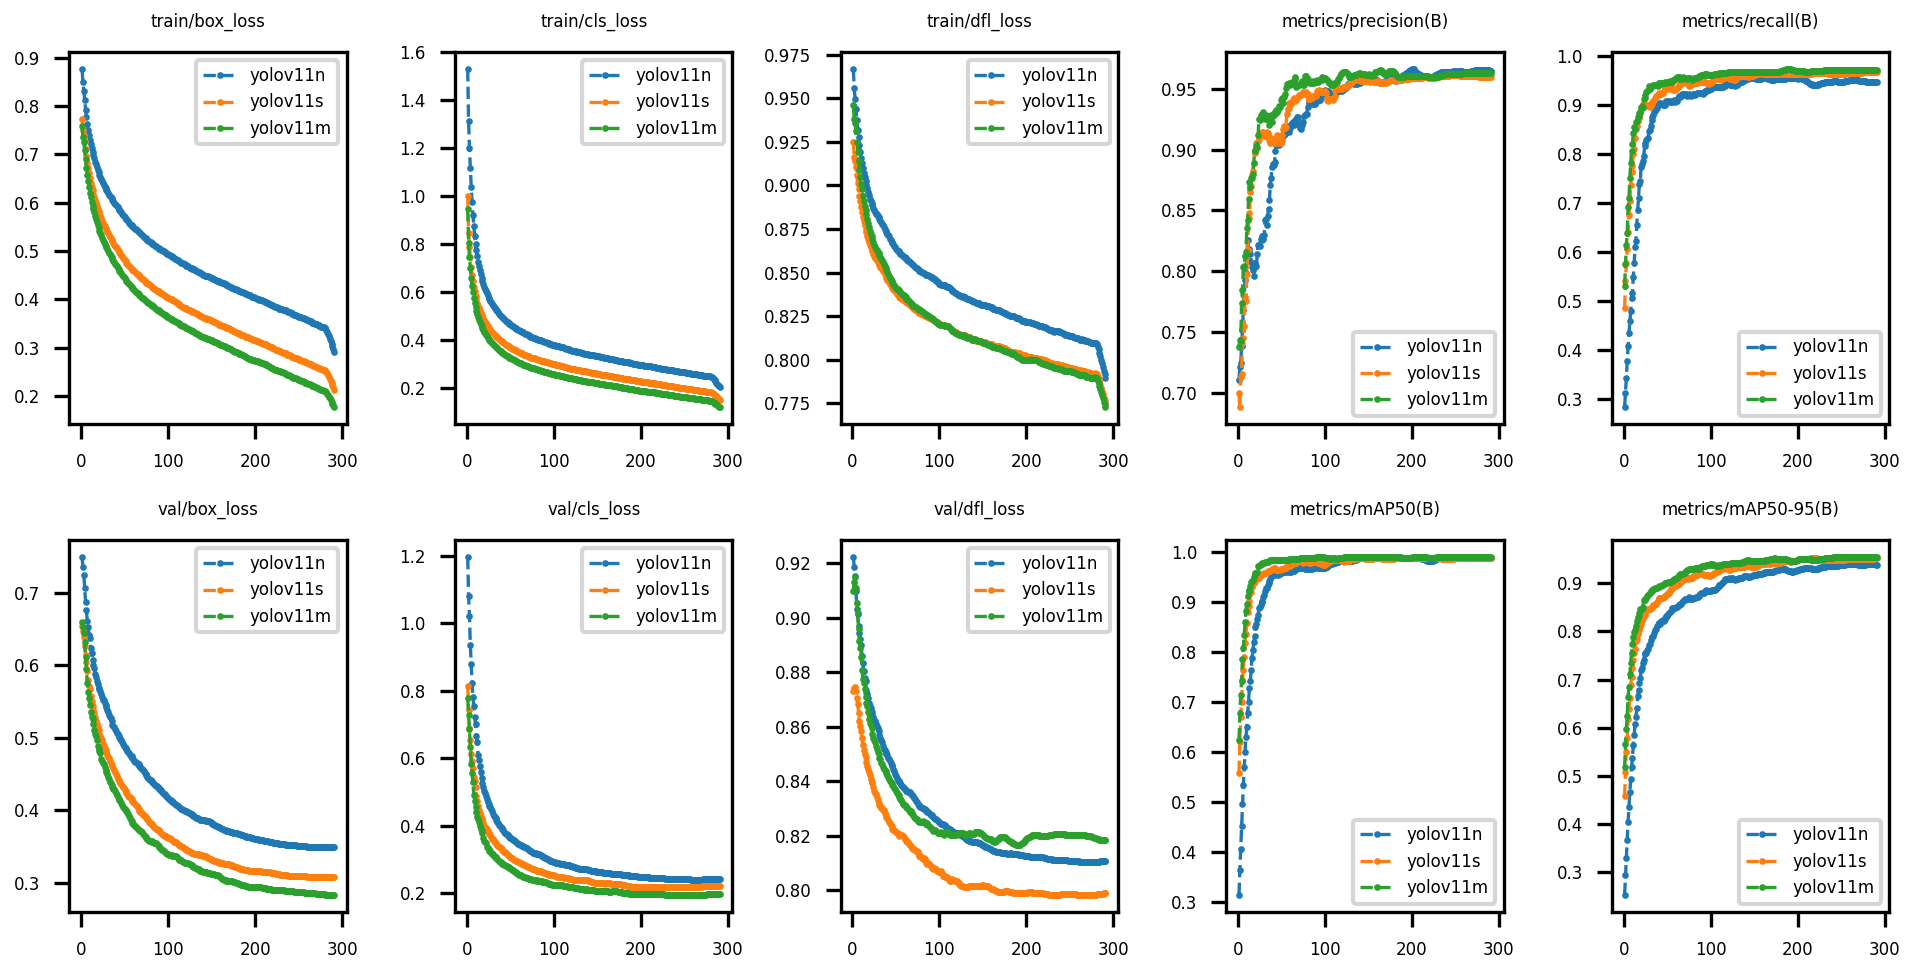 train/box_loss
0.9
0.8
0.7
0.6
0.5
0.4
0.3
0.2
0
100
200
300
yolov11n
yolov11s
yolov11m
train/cls_loss
1.6
1.4
1.2
1.0
0.8
0.6
0.4
0.2
0
100
200
300
yolov11n
yolov11s
yolov11m
train/dfl_loss
0.975
0.950
0.925
0.900
0.875
0.850
0.825
0.800
0.775
0
100
200
300
yolov11n
yolov11s
yolov11m
metrics/precision(B)
0.95
0.90
0.85
0.80
0.75
0.70
0
100
200
300
yolov11n
yolov11s
yolov11m
metrics/recall(B)
1.0
0.9
0.8
0.7
0.6
0.5
0.4
0.3
0
100
200
300
yolov11n
yolov11s
yolov11m
val/box_loss
0.7
0.6
0.5
0.4
0.3
0
100
200
300
yolov11n
yolov11s
yolov11m
val/cls_loss
1.2
1.0
0.8
0.6
0.4
0.2
0
100
200
300
yolov11n
yolov11s
yolov11m
val/dfl_loss
0.92
0.90
0.88
0.86
0.84
0.82
0.80
0
100
200
300
yolov11n
yolov11s
yolov11m
metrics/mAP50(B)
1.0
0.9
0.8
0.7
0.6
0.5
0.4
0.3
0
100
200
300
yolov11n
yolov11s
yolov11m
metrics/mAP50-95(B)
0.9
0.8
0.7
0.6
0.5
0.4
0.3
0
100
200
300
yolov11n
yolov11s
yolov11m